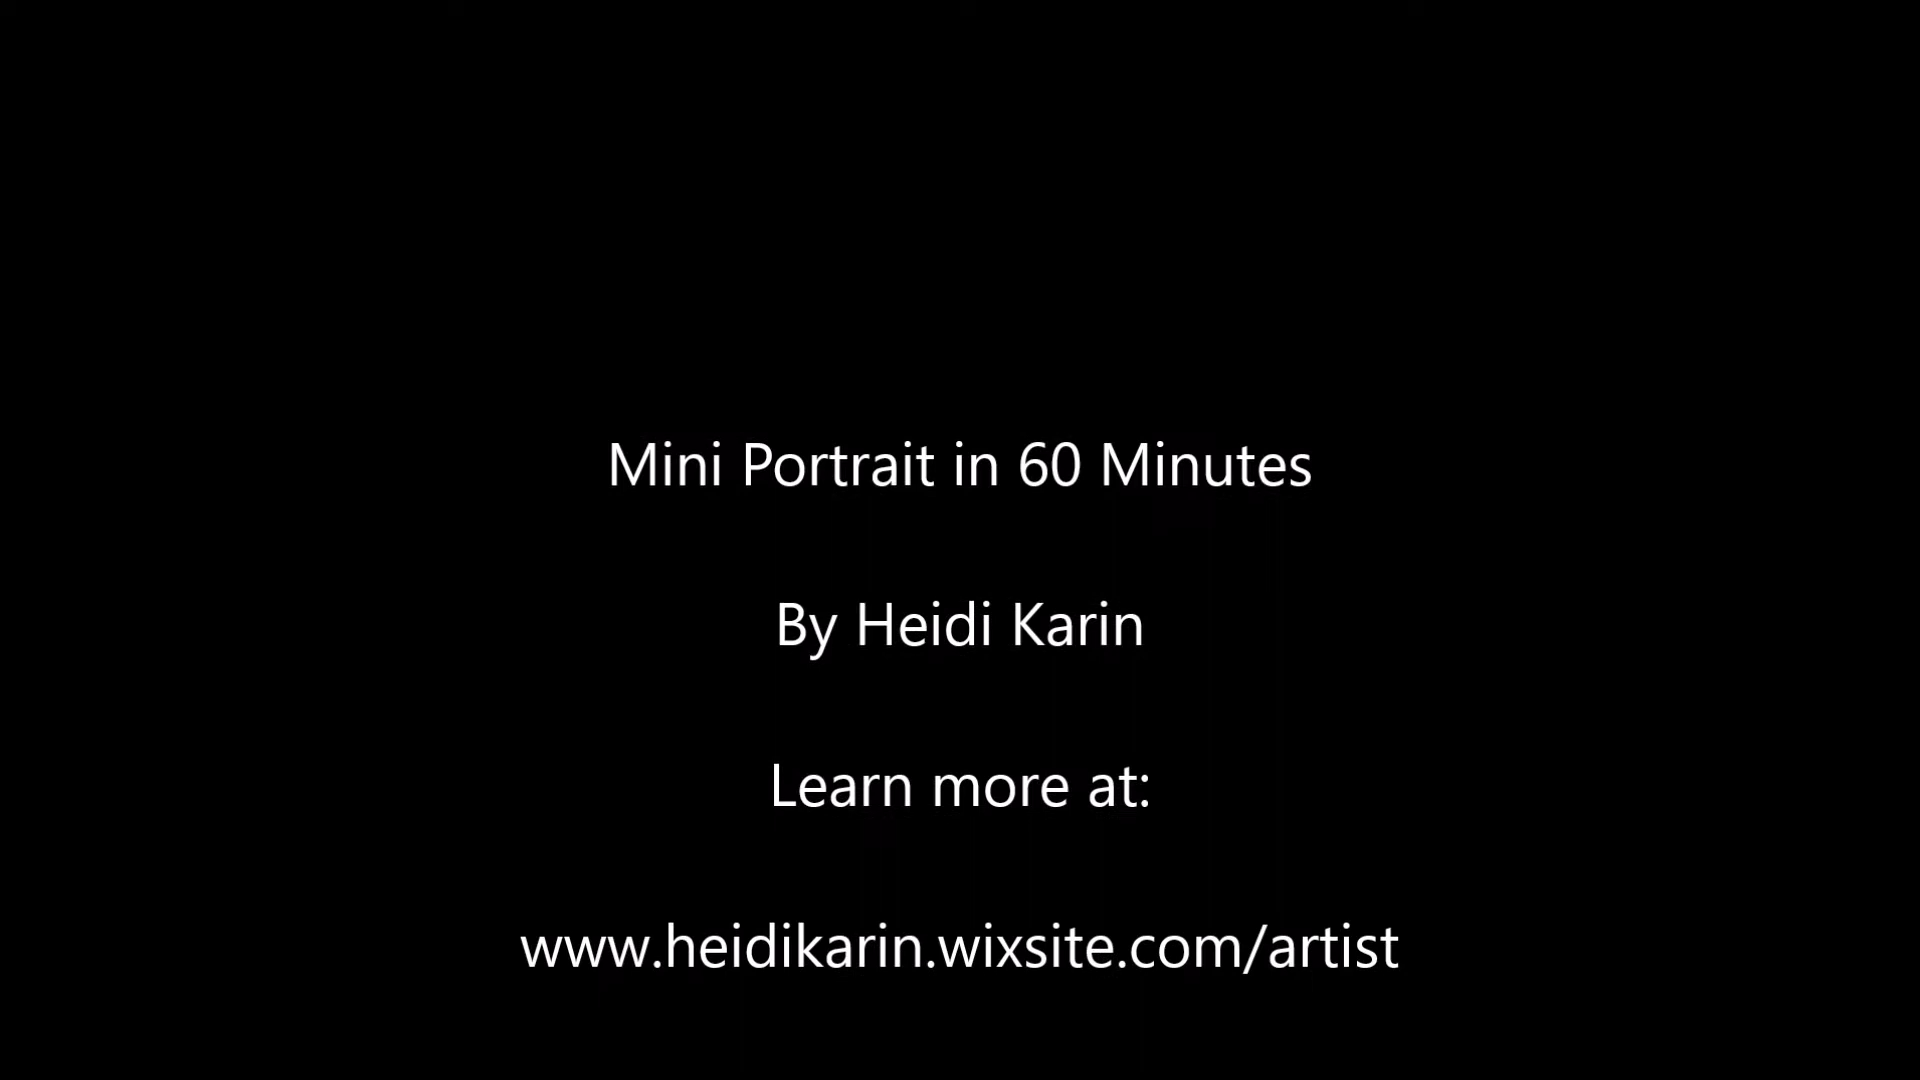 Mini Portrait in 60 Minutes
By Heidi Karin
Learn more at:
www.heidikarin.wixsite.com/artist